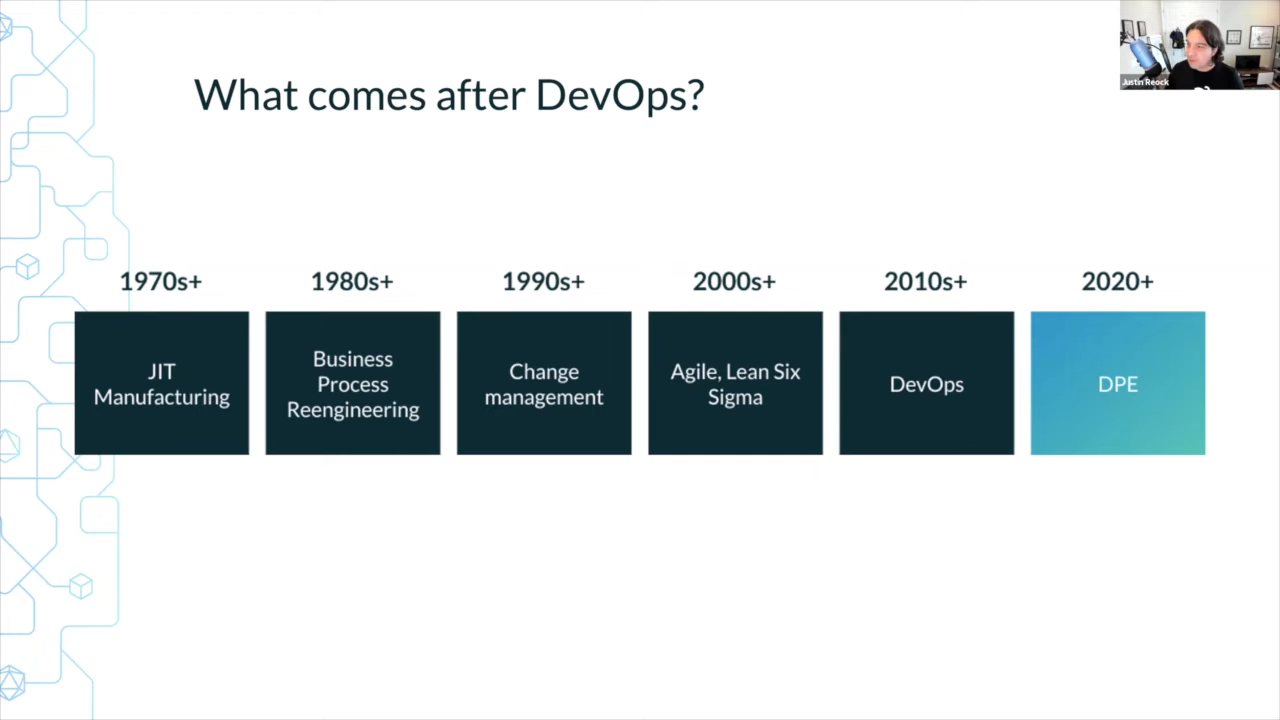 What comes after DevOps?
Justin Reock
1970s+
1980s+
1990s+
2000s+
2010s+
2020+
JIT
Manufacturing
Business
Process
Reengineering
Change
management
Agile, Lean Six
Sigma
DevOps
DPE